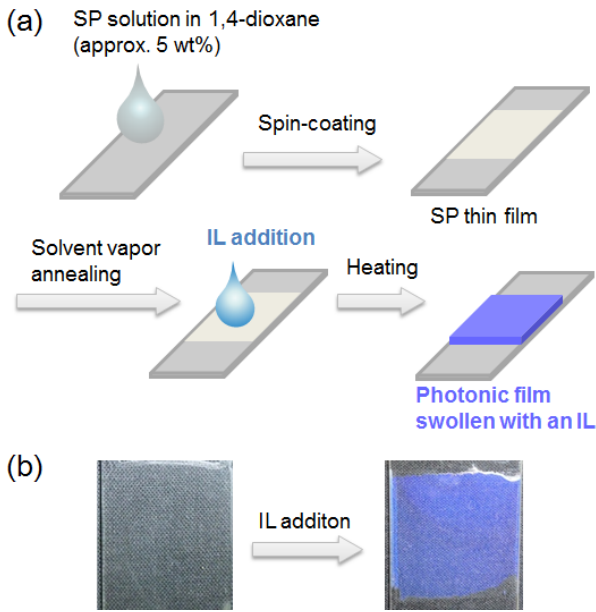 (a)
SP solution in 1,4-dioxane
(approx. 5 wt%)
Spin-coating
SP thin film
Solvent vapor
annealing
IL addition
Heating
Photonic film
swollen with an IL
(b)
IL additon